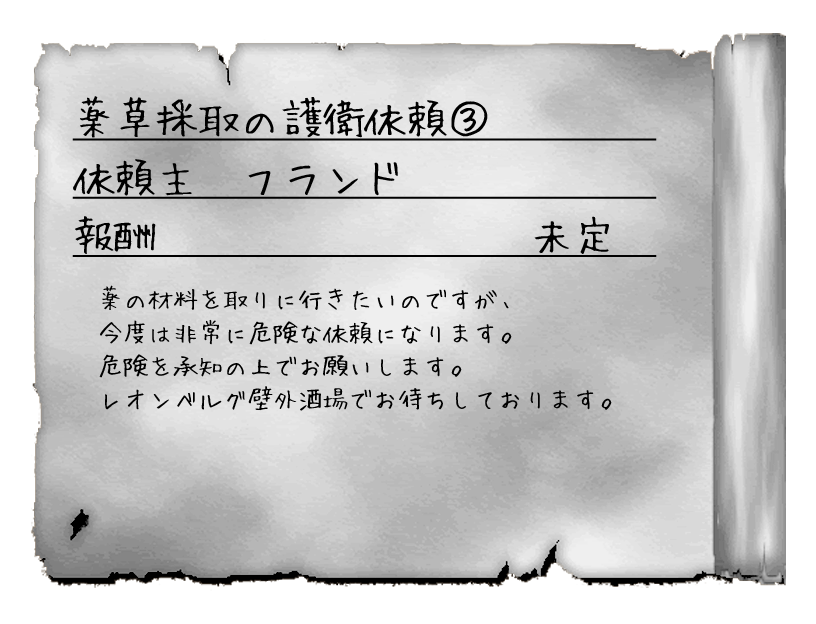 薬草採取の護衛依頼③
依頼主　フランド
報酬　未定
薬の材料を取りに行きたいのですが、
今度は非常に危険な依頼になります。
危険を承知の上でお願いします。
レオンベルグ壁外酒場でお待ちしております。